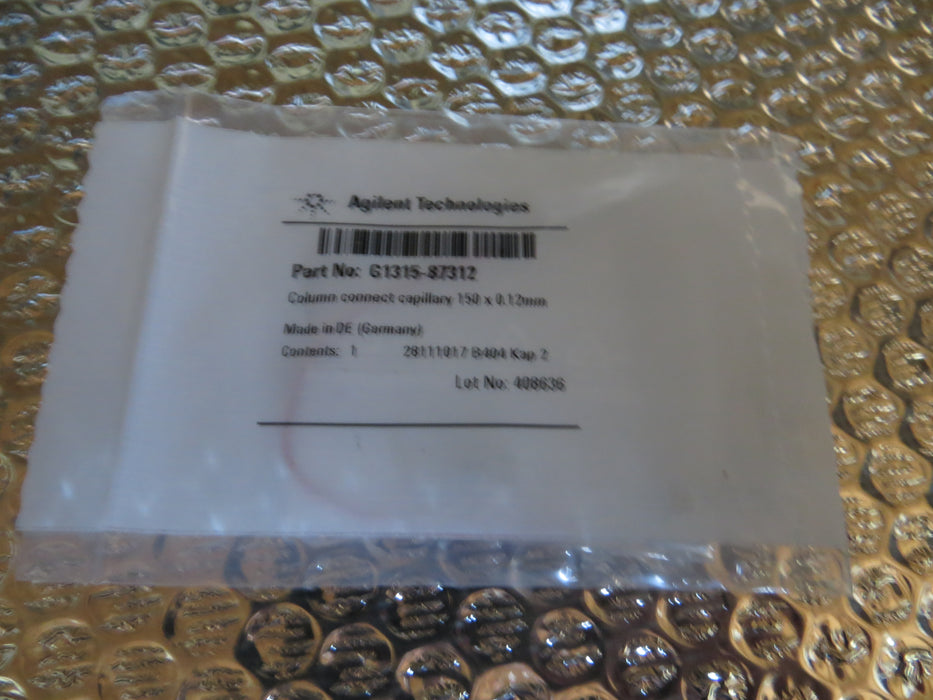 Agilent Technologies
Part No: G1315-87312
Column connect capillary 150 x 0.12mm
Made in DE (Germany)
Contents: 1 28111017 B404 Kap 2
Lot No: 408636